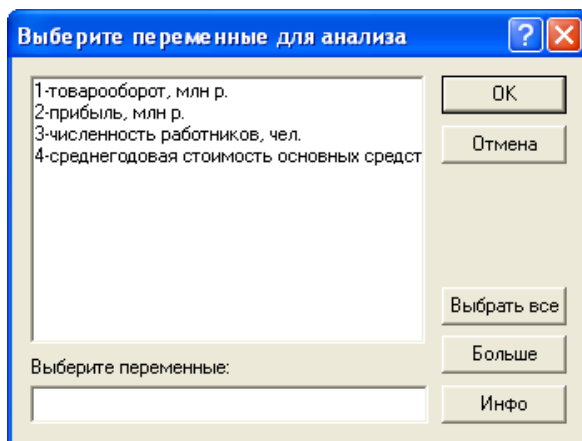 Выберите переменные для анализа
1-товарооборот, млн р.
2-прибыль, млн р.
3-численность работников, чел.
4-среднегодовая стоимость основных средст
Выберите переменные:
OK
Отмена
Выбрать все
Больше
Инфо